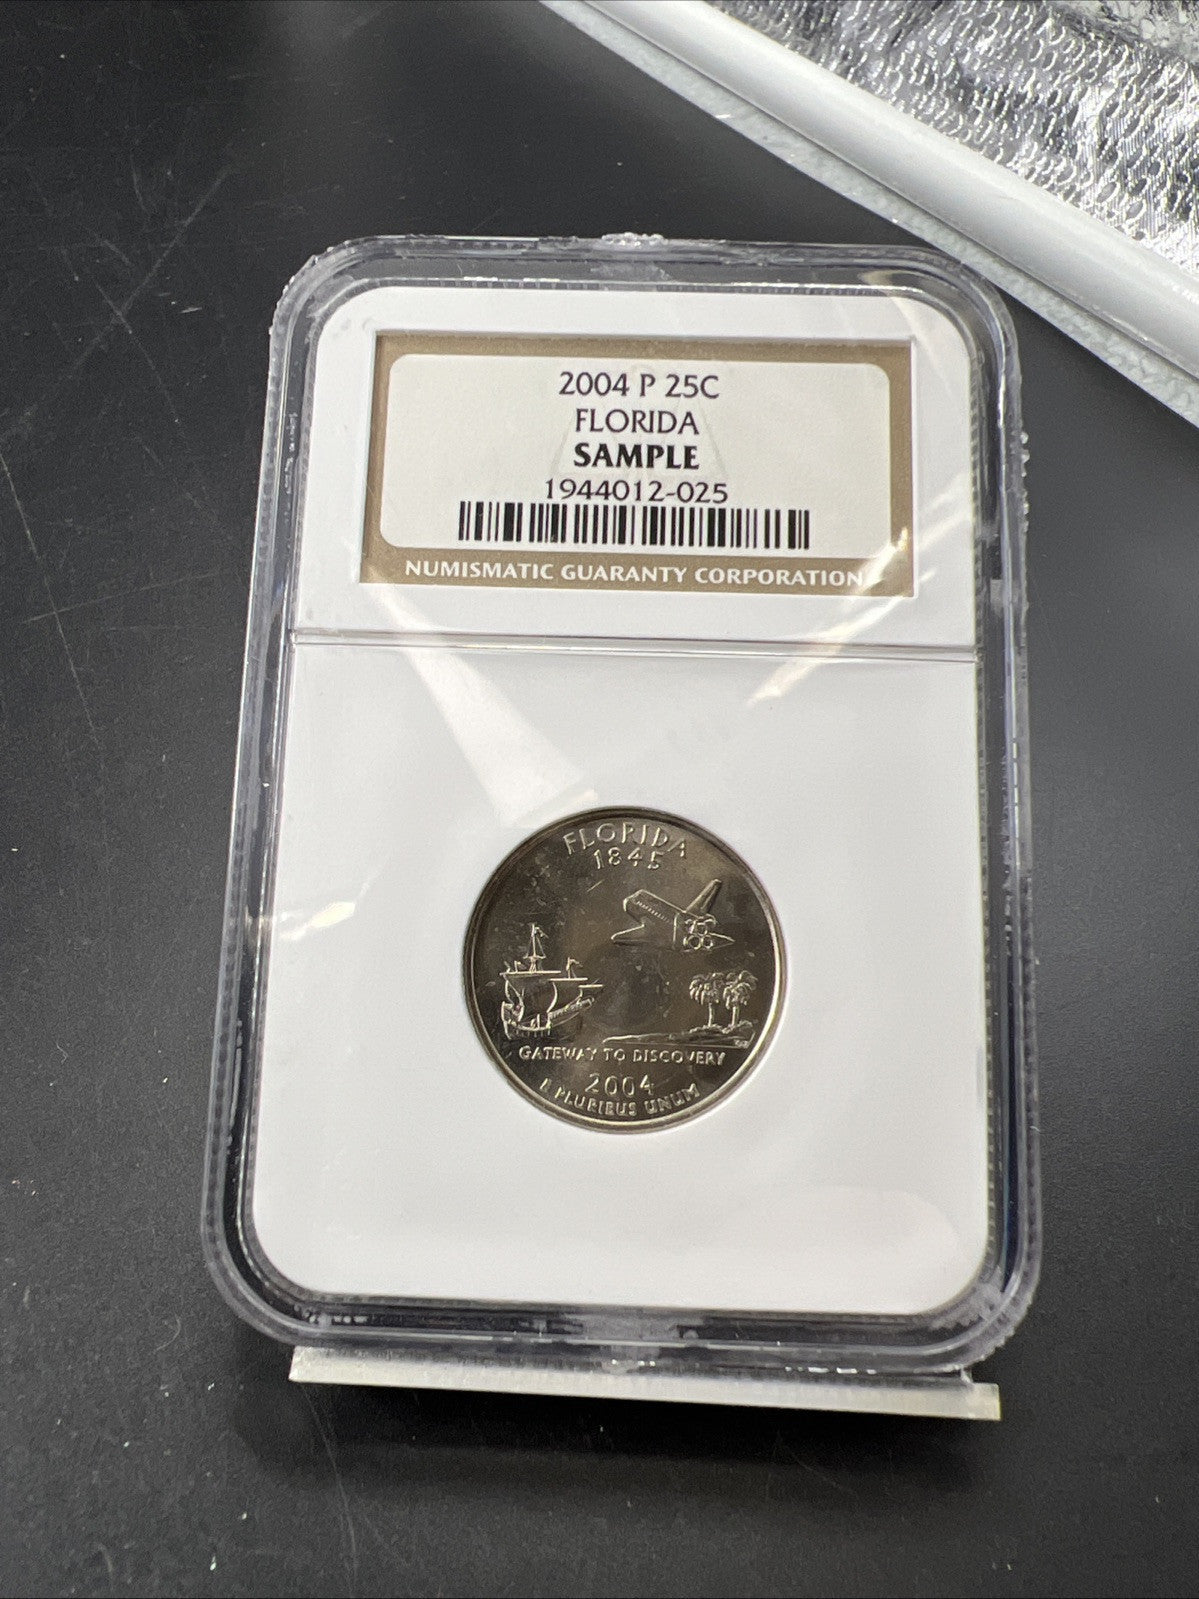 2004 P 25C
FLORIDA
SAMPLE
1944012-025
NUMISMATIC GUARANTY CORPORATION
FLORIDA
1845
GATEWAY TO DISCOVERY
2004
E PLURIBUS UNUM